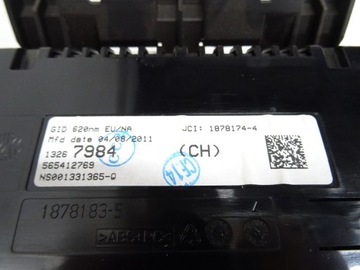 GID 620nm EU/NA JCI: 1878174-4
Mfd date 04/08/2011
1326 7984 (CH)
565412769
NS001331365-Q
1878183-5